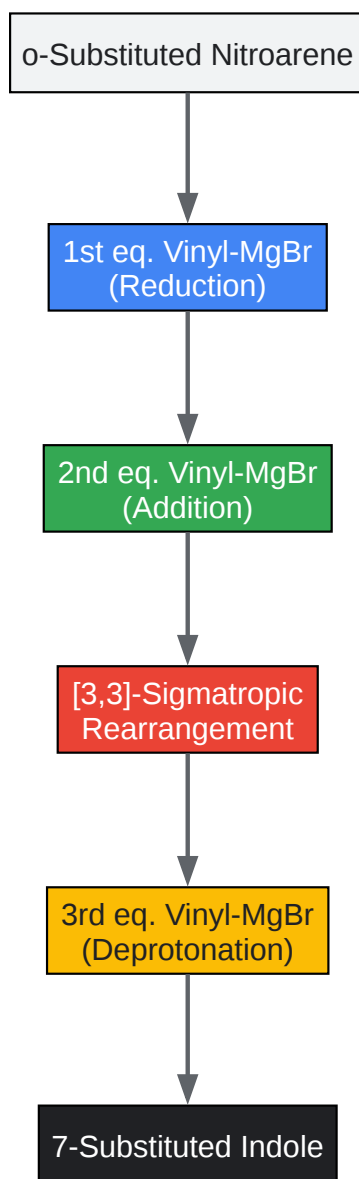 o-Substituted Nitroarene
1st eq. Vinyl-MgBr
(Reduction)
2nd eq. Vinyl-MgBr
(Addition)
[3,3]-Sigmatropic
Rearrangement
3rd eq. Vinyl-MgBr
(Deprotonation)
7-Substituted Indole